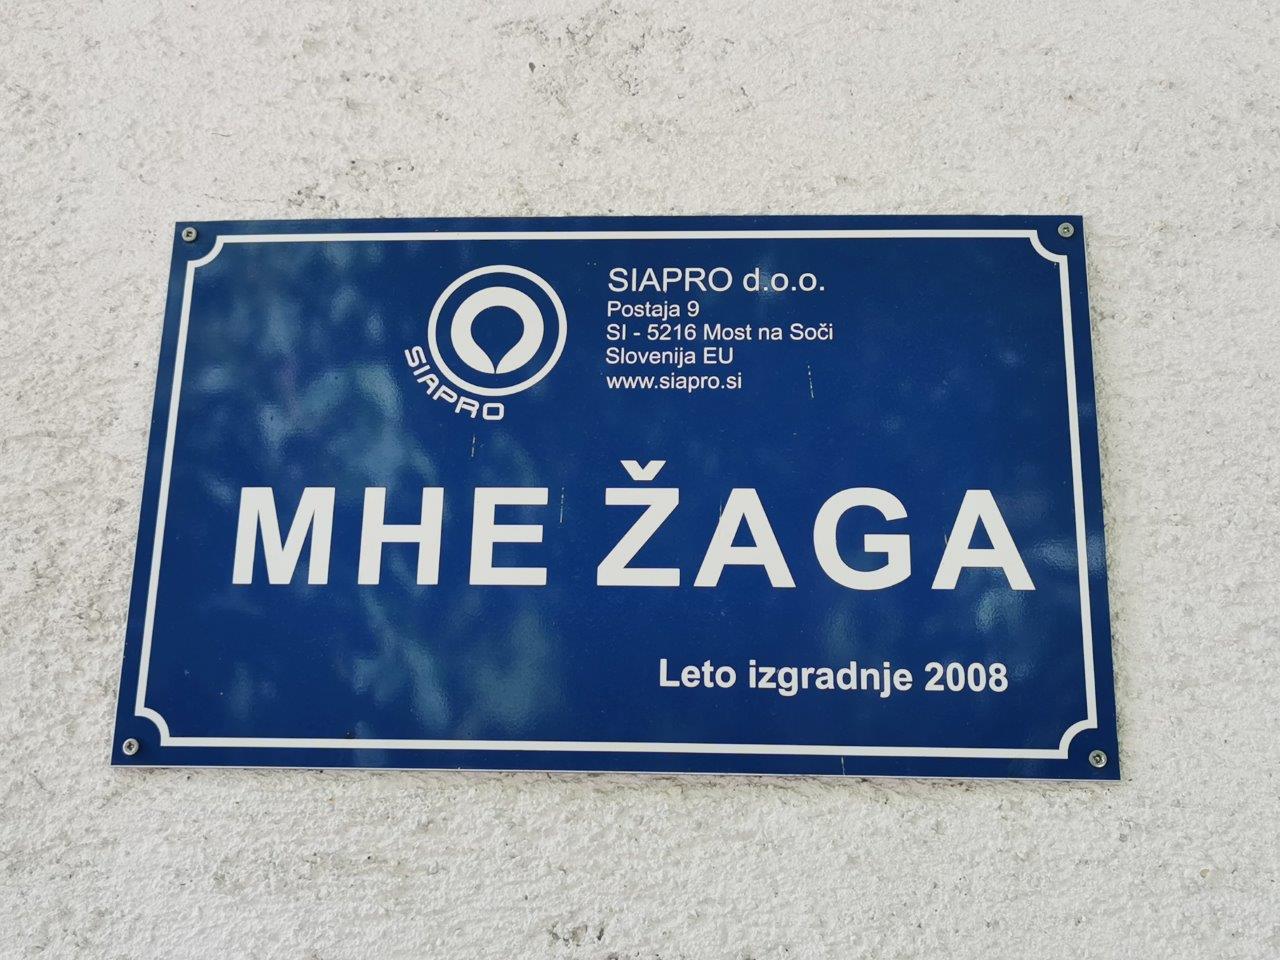 SIAPRO
SIAPRO d.o.o.
Postaja 9
SI - 5216 Most na Soči
Slovenija EU
www.siapro.si
MHE ŽAGA
Leto izgradnje 2008